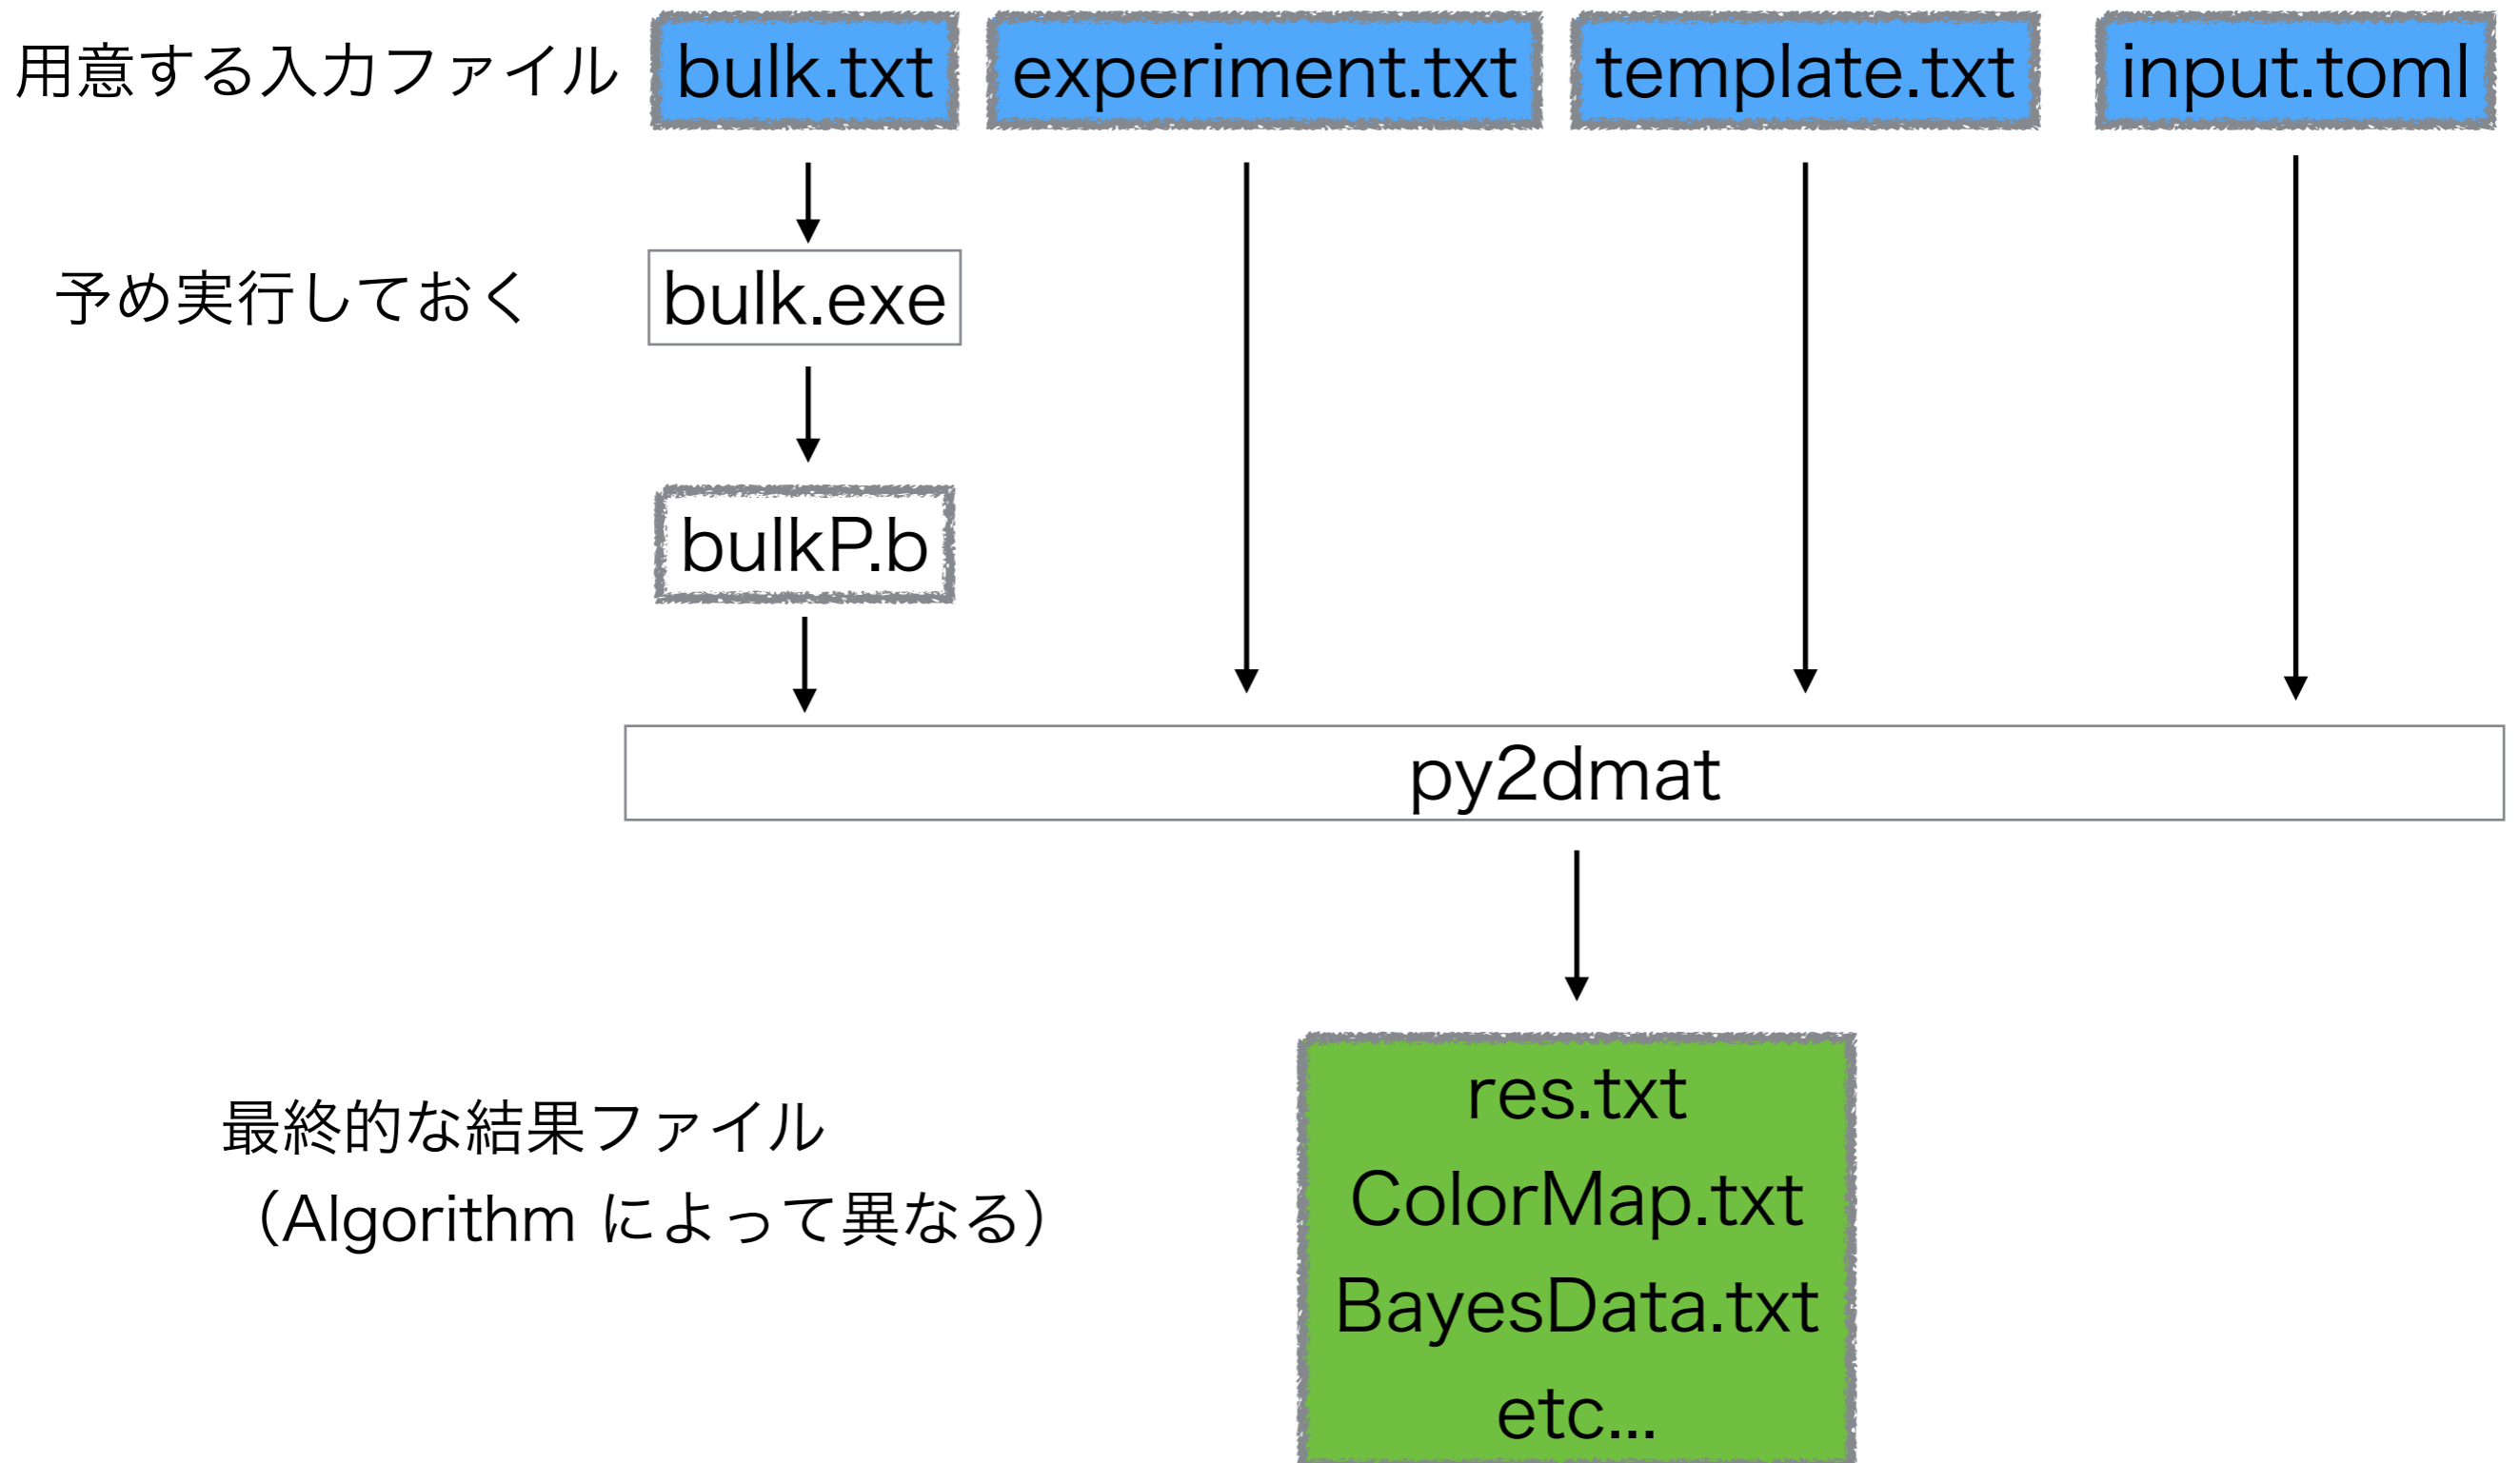 用意する入力ファイル
bulk.txt
experiment.txt
template.txt
input.toml
予め実行しておく
bulk.exe
bulkP.b
py2dmat
最終的な結果ファイル
（Algorithm によって異なる）
res.txt
ColorMap.txt
BayesData.txt
etc...